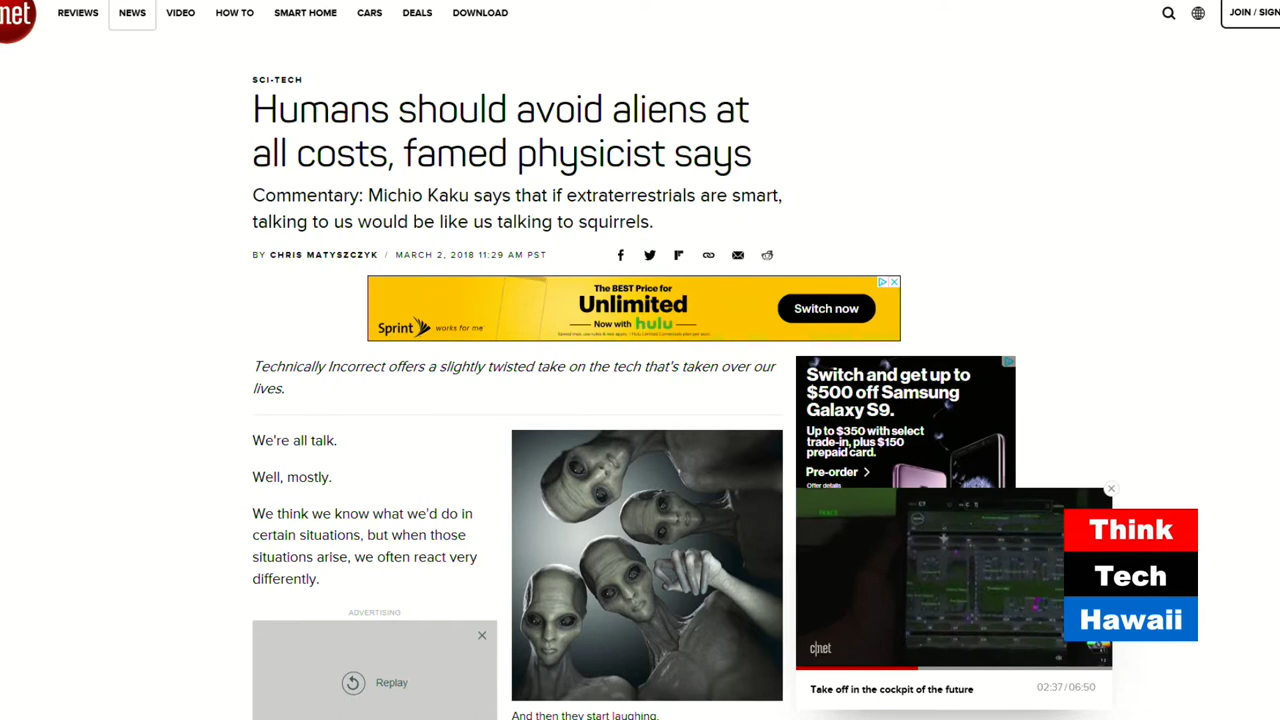 net
REVIEWS NEWS VIDEO HOW TO SMART HOME CARS DEALS DOWNLOAD
JOIN / SIGN
SCI-TECH
Humans should avoid aliens at
all costs, famed physicist says
Commentary: Michio Kaku says that if extraterrestrials are smart,
talking to us would be like us talking to squirrels.
BY CHRIS MATYSZCZYK / MARCH 2, 2018 11:29 AM PST
The BEST Price for
Unlimited
Now with hulu
Sprint works for me
Switch now
Technically Incorrect offers a slightly twisted take on the tech that's taken over our
lives.
We're all talk.
Well, mostly.
We think we know what we'd do in
certain situations, but when those
situations arise, we often react very
differently.
ADVERTISING
Replay
And then they start laughing.
Switch and get up to
$500 off Samsung
Galaxy S9.
Up to $350 with select
trade-in, plus $150
prepaid card.
Pre-order
Offer details
TRACK
c|net
Take off in the cockpit of the future
02:37 / 06:50
Think
Tech
Hawaii